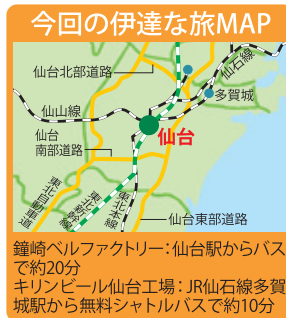 今回の伊達な旅MAP
仙台北部道路
仙石線
多賀城
仙山線
仙台
仙台
南部道路
東北自動車道
東北新幹線
東北本線
仙台東部道路
鐘崎ベルファクトリー：仙台駅からバス
で約20分
キリンビール仙台工場：JR仙石線多賀
城駅から無料シャトルバスで約10分